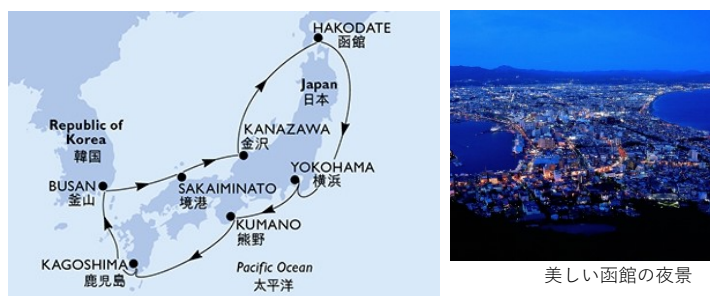 HAKODATE
函館
Japan
日本
Republic of
Korea
韓国
KANAZAWA
金沢
YOKOHAMA
横浜
BUSAN
釜山
SAKAIMINATO
境港
KUMANO
熊野
KAGOSHIMA
鹿児島
Pacific Ocean
太平洋
美しい函館の夜景